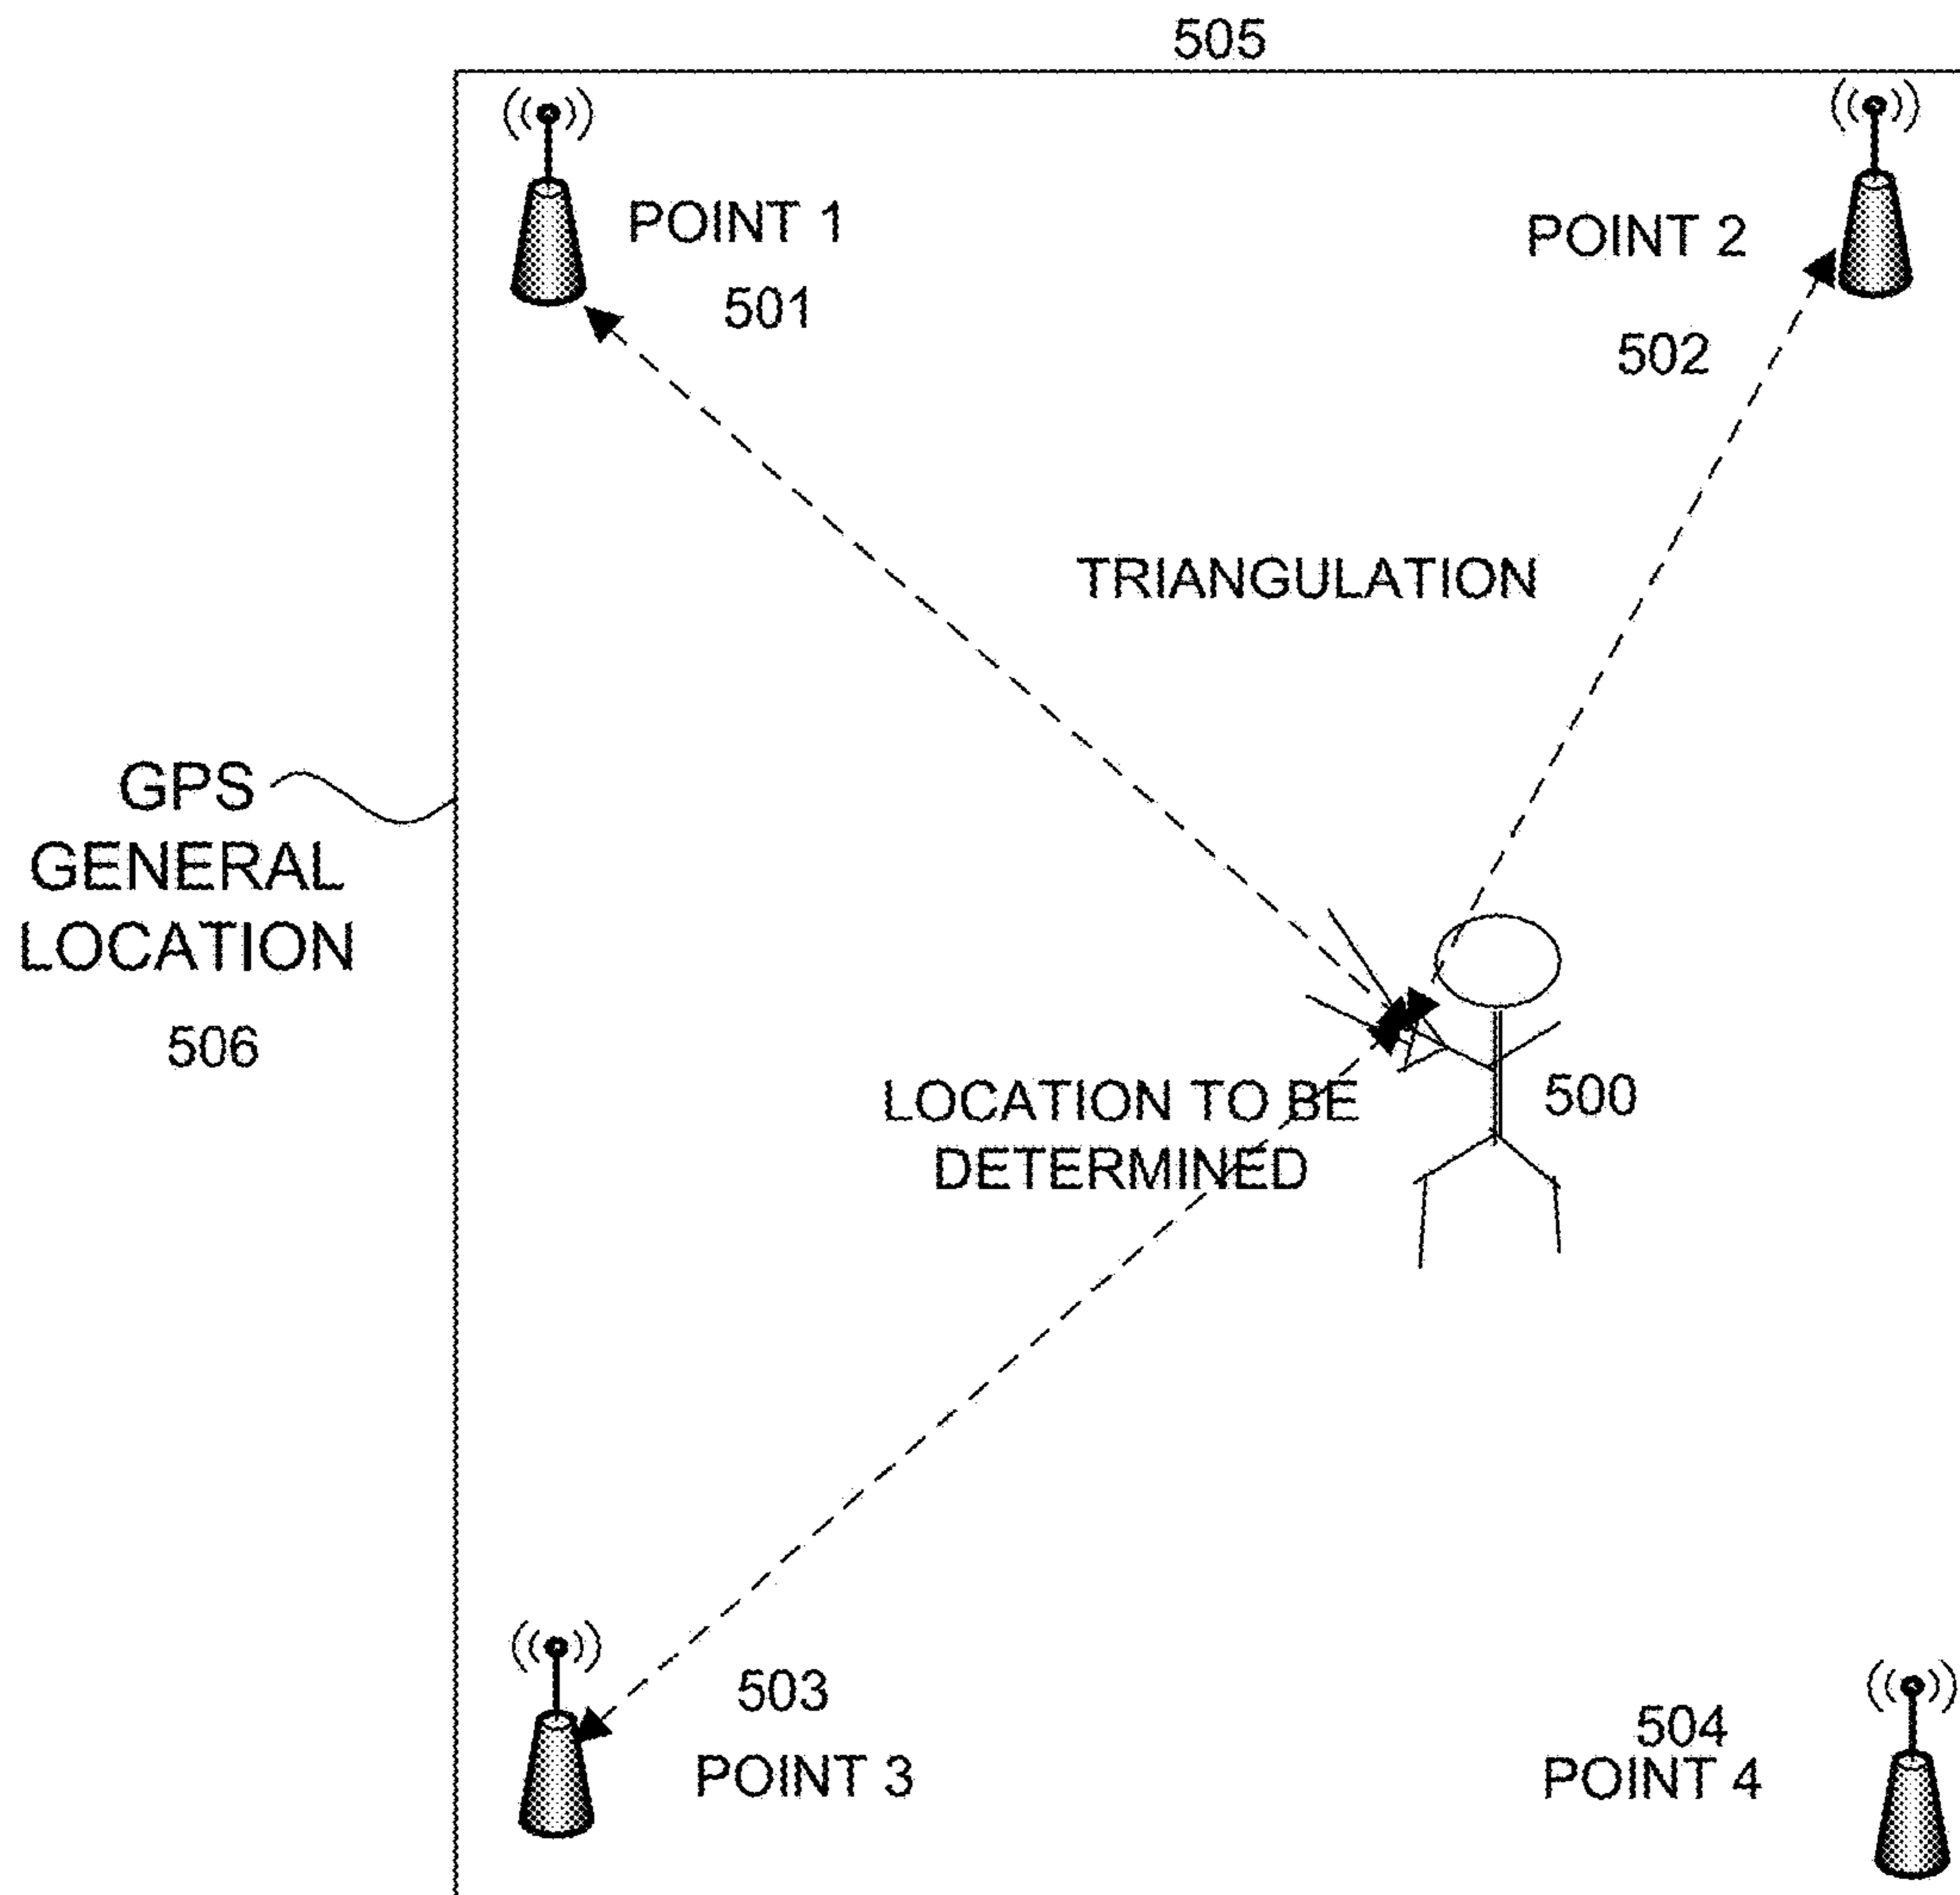 505
POINT 1
501
POINT 2
502
TRIANGULATION
GPS
GENERAL
LOCATION
506
LOCATION TO BE
DETERMINED
500
503
POINT 3
504
POINT 4